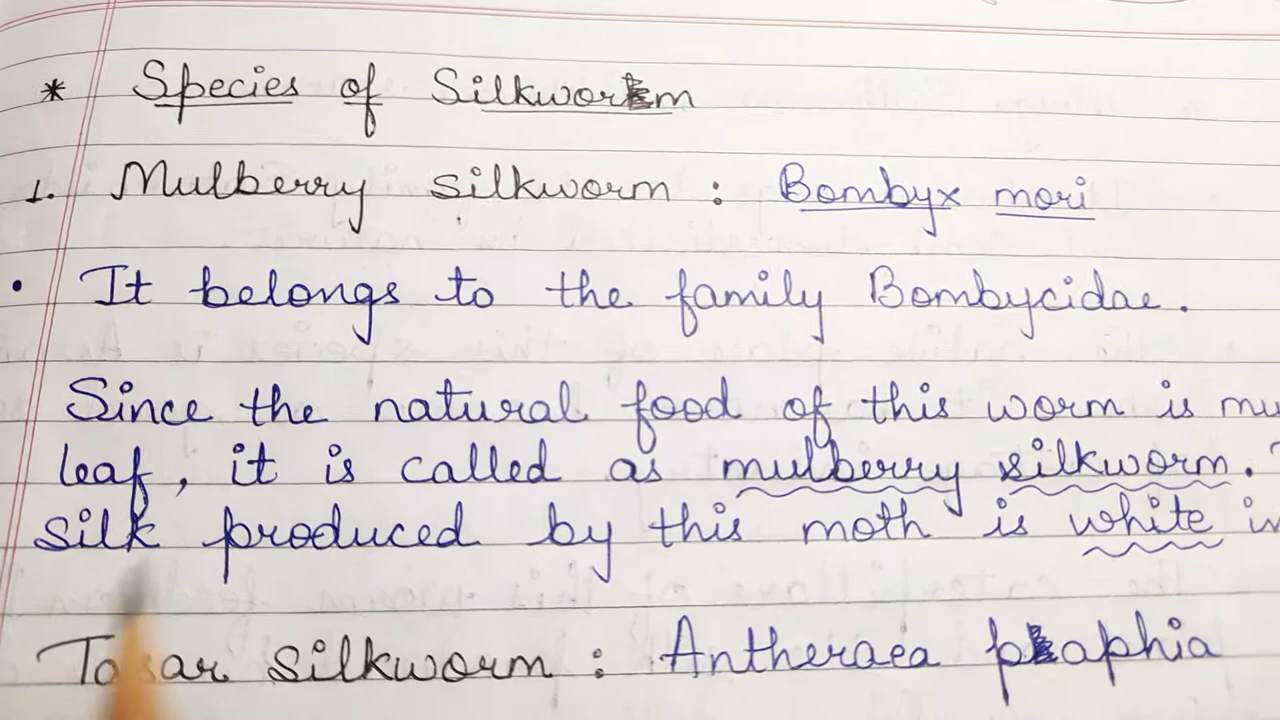 * Species of Silkworm
1. Mulberry silkworm : Bombyx mori
• It belongs to the family Bombycidae.
Since the natural food of this worm is mu
leaf, it is called as mulberry silkworm.
silk produced by this moth is white in
silkworm : Antheraea paphia